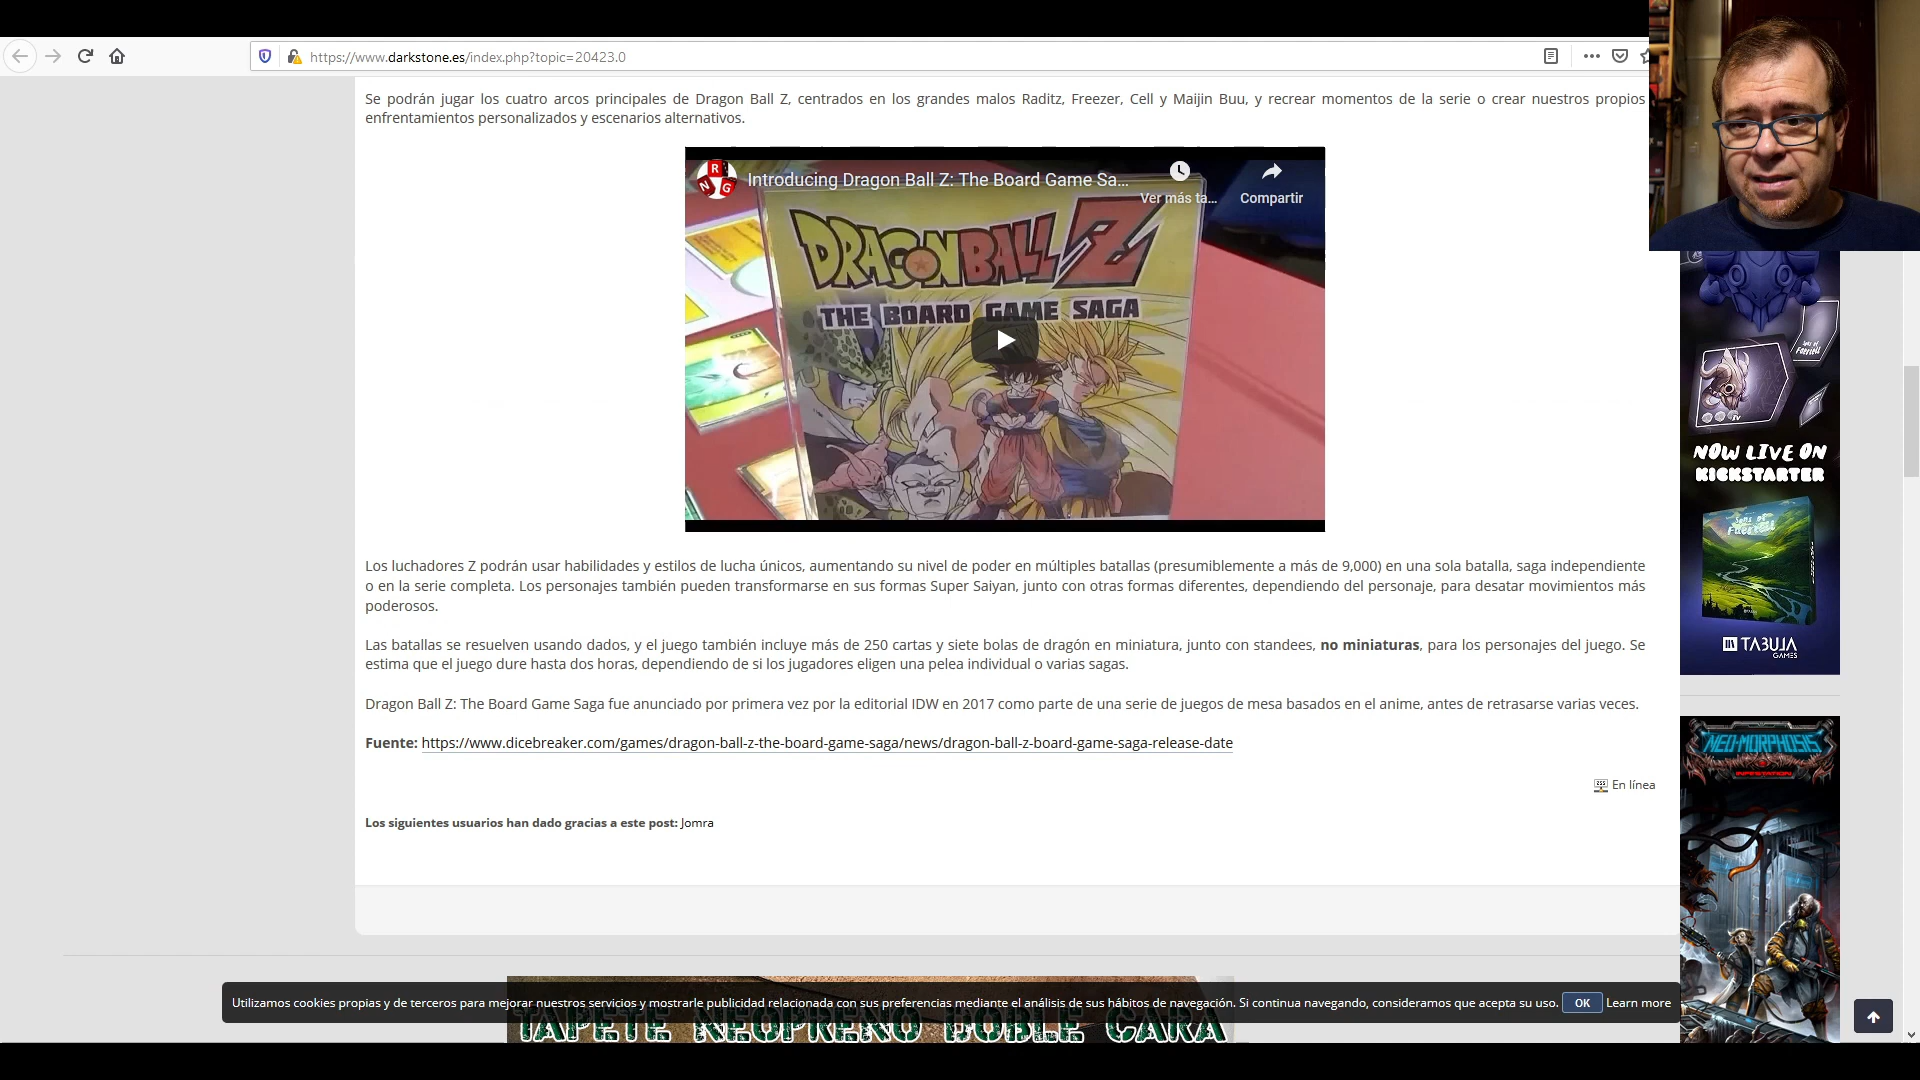 https://www.darkstone.es/index.php?topic=20423.0
Se podrán jugar los cuatro arcos principales de Dragon Ball Z, centrados en los grandes malos Raditz, Freezer, Cell y Maijin Buu, y recrear momentos de la serie o crear nuestros propios
enfrentamientos personalizados y escenarios alternativos.
Introducing Dragon Ball Z: The Board Game Sa...
Ver más ta...
Compartir
R
N G
DRAGON BALL Z
THE BOARD GAME SAGA
Los luchadores Z podrán usar habilidades y estilos de lucha únicos, aumentando su nivel de poder en múltiples batallas (presumiblemente a más de 9,000) en una sola batalla, saga independiente
o en la serie completa. Los personajes también pueden transformarse en sus formas Super Saiyan, junto con otras formas diferentes, dependiendo del personaje, para desatar movimientos más
poderosos.
Las batallas se resuelven usando dados, y el juego también incluye más de 250 cartas y siete bolas de dragón en miniatura, junto con standees, no miniaturas, para los personajes del juego. Se
estima que el juego dure hasta dos horas, dependiendo de si los jugadores eligen una pelea individual o varias sagas.
Dragon Ball Z: The Board Game Saga fue anunciado por primera vez por la editorial IDW en 2017 como parte de una serie de juegos de mesa basados en el anime, antes de retrasarse varias veces.
Fuente: https://www.dicebreaker.com/games/dragon-ball-z-the-board-game-saga/news/dragon-ball-z-board-game-saga-release-date
En línea
Los siguientes usuarios han dado gracias a este post: Jomra
NOW LIVE ON
KICKSTARTER
Sons of
Faeriell
TABULA
GAMES
NEO-MORPHOSIS
INFESTATION
Utilizamos cookies propias y de terceros para mejorar nuestros servicios y mostrarle publicidad relacionada con sus preferencias mediante el análisis de sus hábitos de navegación. Si continua navegando, consideramos que acepta su uso. OK Learn more
TAPETE NEOPRENO DOBLE CARA